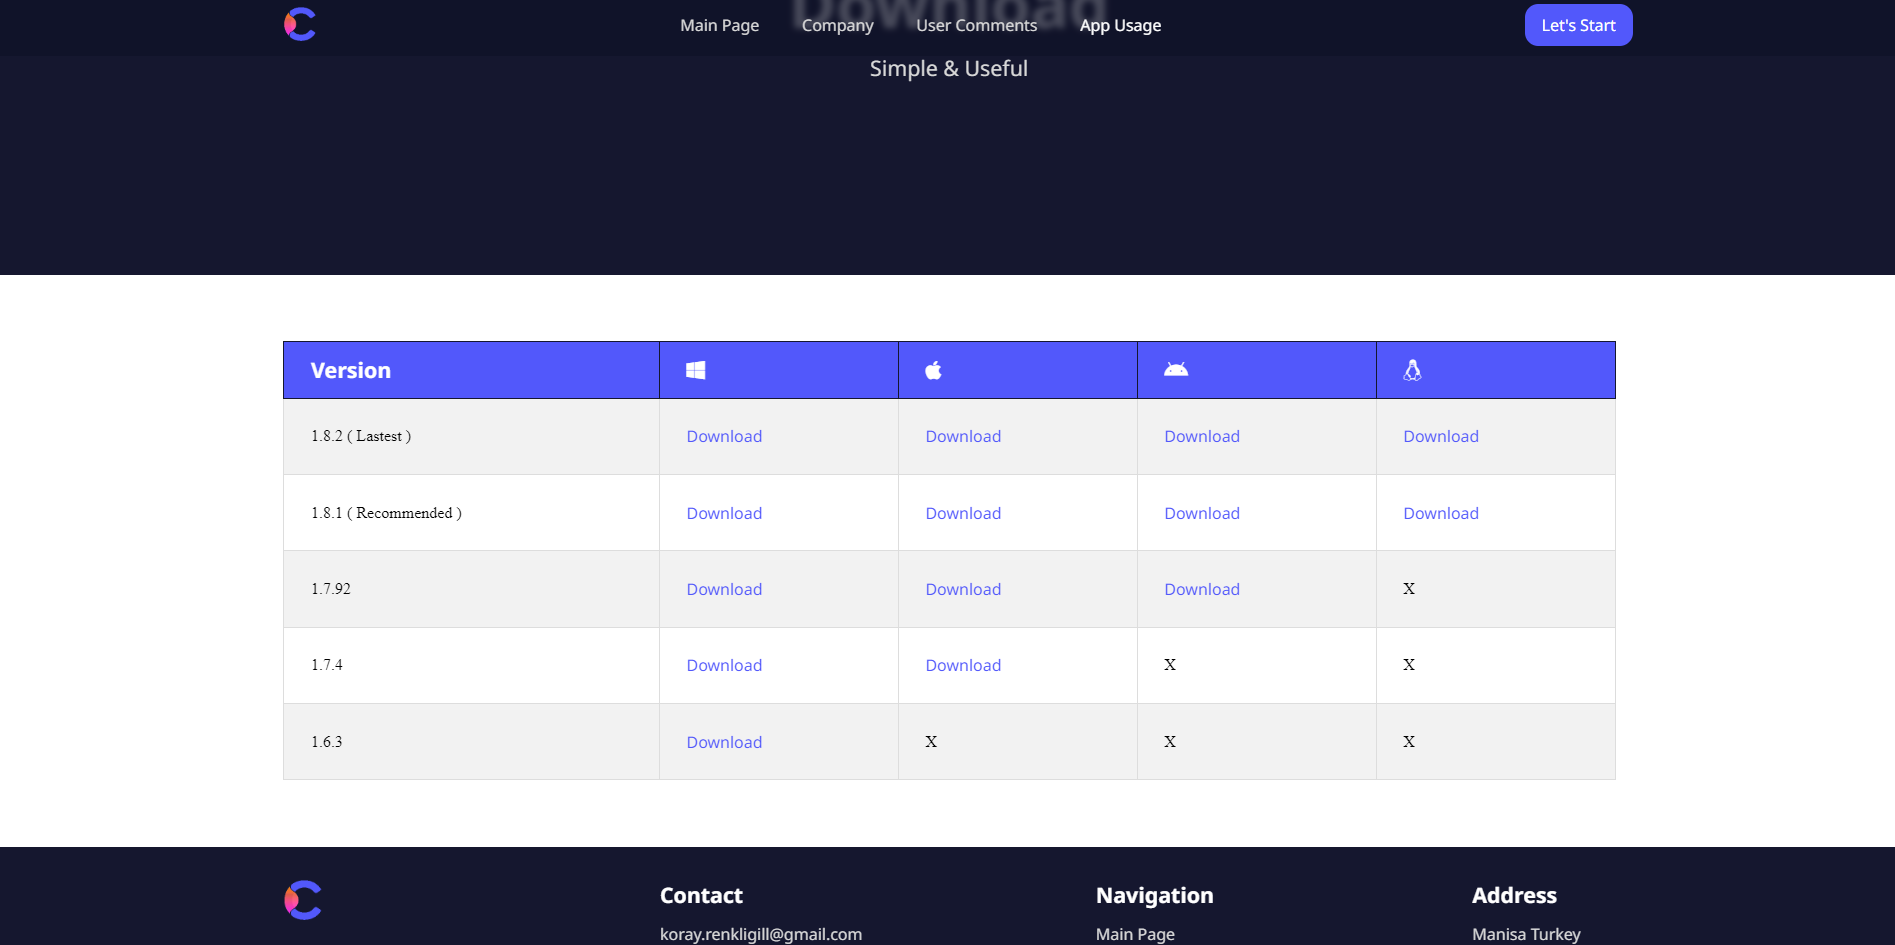 Download
Main Page Company User Comments App Usage Let's Start
Simple & Useful
Version
1.8.2 ( Lastest ) Download Download Download Download
1.8.1 ( Recommended ) Download Download Download Download
1.7.92 Download Download Download X
1.7.4 Download Download X X
1.6.3 Download X X X
Contact Navigation Address
koray.renkligill@gmail.com Main Page Manisa Turkey